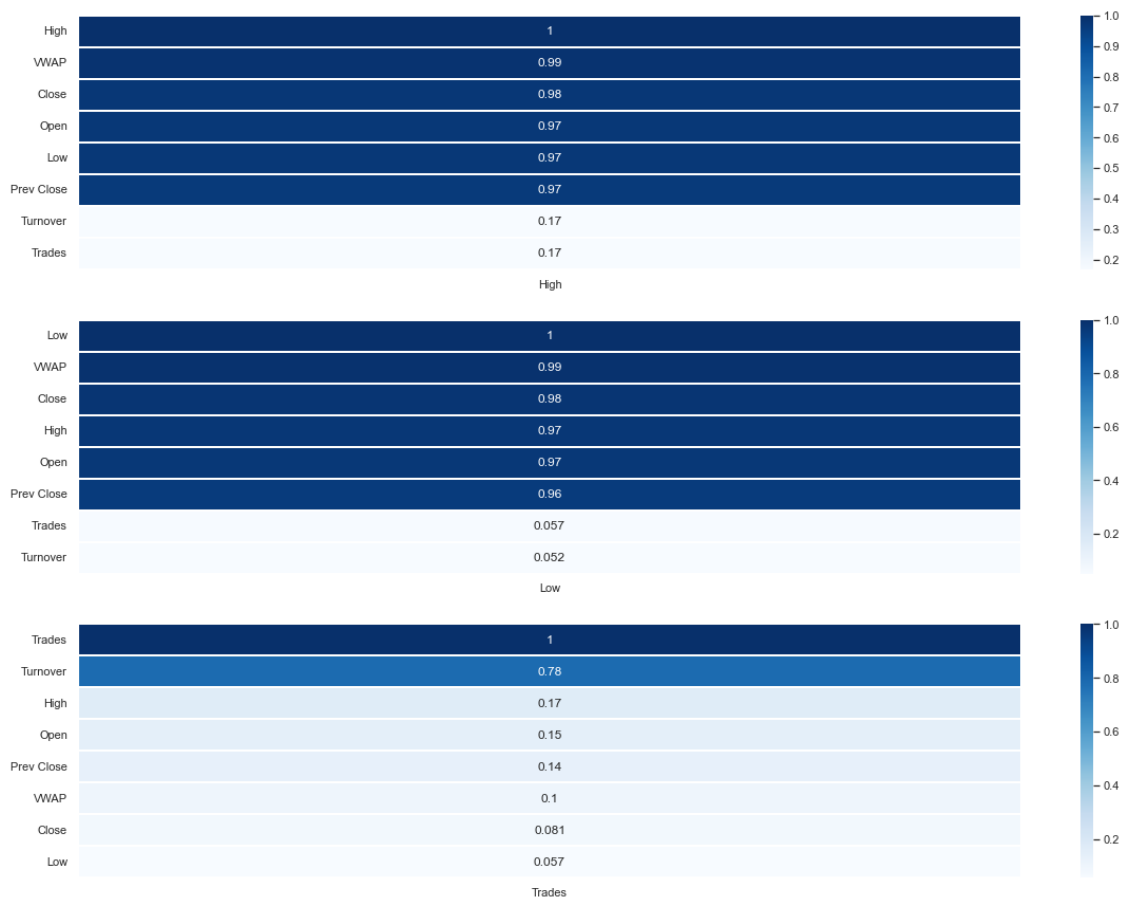 High 1
VWAP 0.99
Close 0.98
Open 0.97
Low 0.97
Prev Close 0.97
Turnover 0.17
Trades 0.17
High
1.0
0.9
0.8
0.7
0.6
0.5
0.4
0.3
0.2
Low 1
VWAP 0.99
Close 0.98
High 0.97
Open 0.97
Prev Close 0.96
Trades 0.057
Turnover 0.052
Low
1.0
0.8
0.6
0.4
0.2
Trades 1
Turnover 0.78
High 0.17
Open 0.15
Prev Close 0.14
VWAP 0.1
Close 0.081
Low 0.057
Trades
1.0
0.8
0.6
0.4
0.2